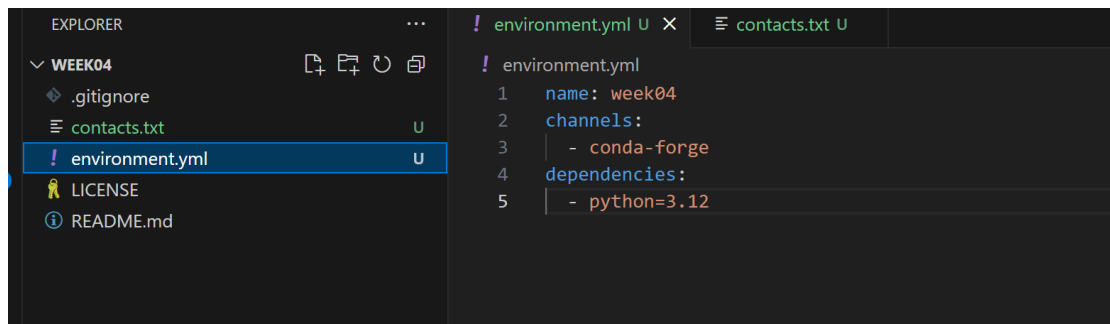 EXPLORER ...
WEEK04
.gitignore
contacts.txt U
environment.yml U
LICENSE
README.md
! environment.yml U contacts.txt U
! environment.yml
1 name: week04
2 channels:
3 - conda-forge
4 dependencies:
5 - python=3.12